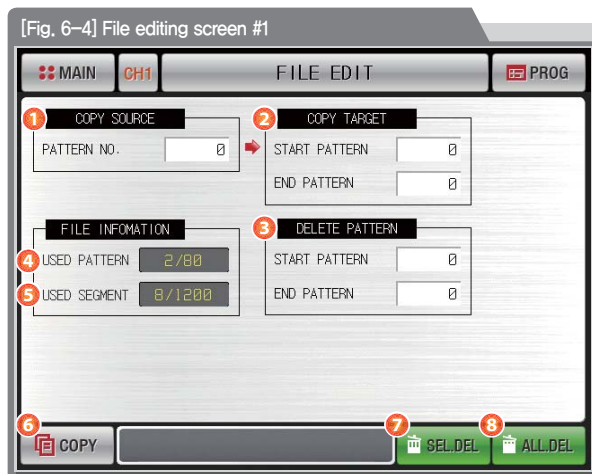 [Fig. 6-4] File editing screen #1
MAIN CH1 FILE EDIT PROG
1 COPY SOURCE
PATTERN NO. 0
2 COPY TARGET
START PATTERN 0
END PATTERN 0
FILE INFOMATION
4 USED PATTERN 2/80
5 USED SEGMENT 8/1200
3 DELETE PATTERN
START PATTERN 0
END PATTERN 0
6 COPY
7 SEL.DEL
8 ALL.DEL